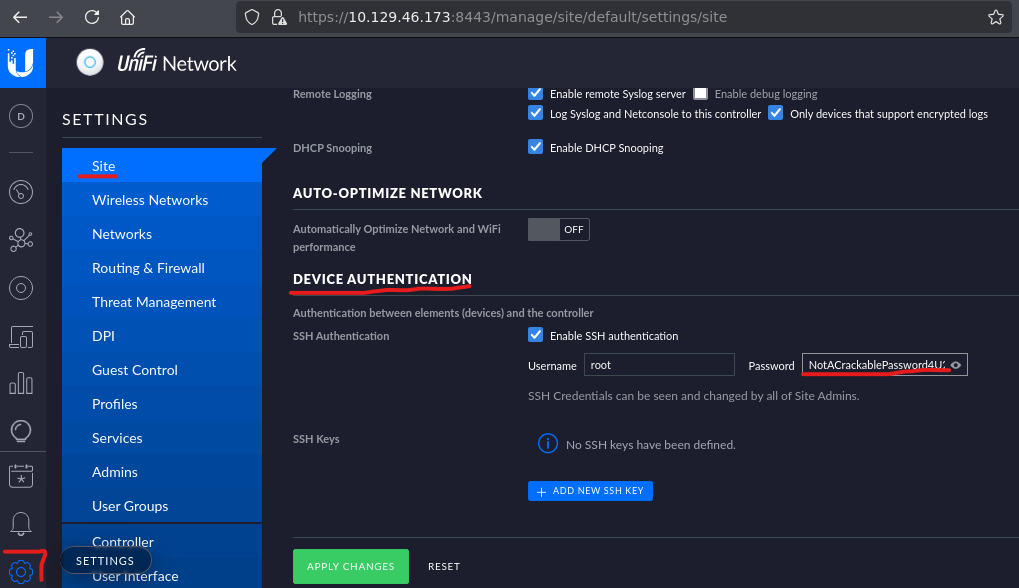 https://10.129.46.173:8443/manage/site/default/settings/site
UniFi Network
D
SETTINGS
Site
Wireless Networks
Networks
Routing & Firewall
Threat Management
DPI
Guest Control
Profiles
Services
Admins
User Groups
Controller
User Interface
SETTINGS
Remote Logging
Enable remote Syslog server
Enable debug logging
Log Syslog and Netconsole to this controller
Only devices that support encrypted logs
DHCP Snooping
Enable DHCP Snooping
AUTO-OPTIMIZE NETWORK
Automatically Optimize Network and WiFi
performance
OFF
DEVICE AUTHENTICATION
Authentication between elements (devices) and the controller
SSH Authentication
Enable SSH authentication
Username
root
Password
NotACrackablePassword4U
SSH Credentials can be seen and changed by all of Site Admins.
SSH Keys
No SSH keys have been defined.
+ ADD NEW SSH KEY
APPLY CHANGES
RESET